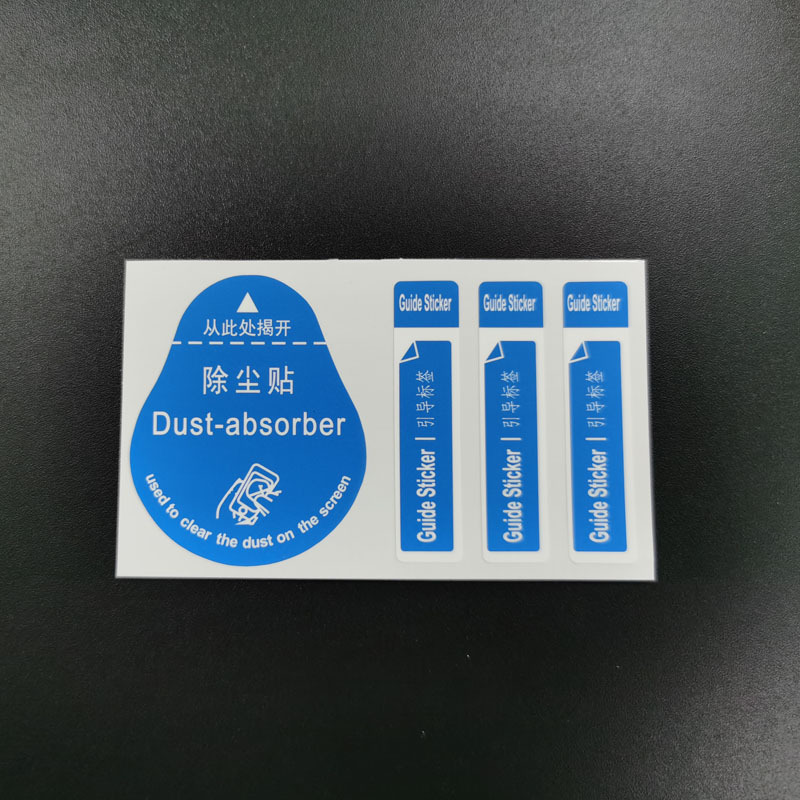 从此处揭开
除尘贴
Dust-absorber
used to clear the dust on the screen
Guide Sticker
Guide Sticker | 引导标签
Guide Sticker
Guide Sticker | 引导标签
Guide Sticker
Guide Sticker | 引导标签